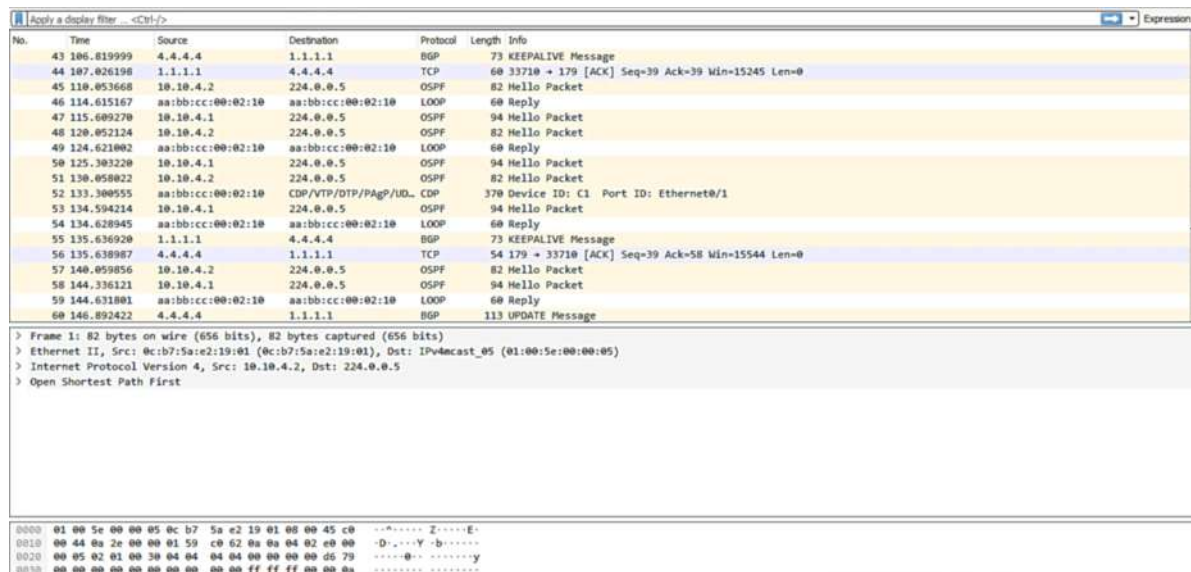 Apply a display filter ... <Ctrl-/> Expression
No. Time Source Destination Protocol Length Info
43 106.819999 4.4.4.4 1.1.1.1 BGP 73 KEEPALIVE Message
44 107.026198 1.1.1.1 4.4.4.4 TCP 60 33710 → 179 [ACK] Seq=39 Ack=39 Win=15245 Len=0
45 110.053668 10.10.4.2 224.0.0.5 OSPF 82 Hello Packet
46 114.615167 aa:bb:cc:00:02:10 aa:bb:cc:00:02:10 LOOP 60 Reply
47 115.609270 10.10.4.1 224.0.0.5 OSPF 94 Hello Packet
48 120.052124 10.10.4.2 224.0.0.5 OSPF 82 Hello Packet
49 124.621002 aa:bb:cc:00:02:10 aa:bb:cc:00:02:10 LOOP 60 Reply
50 125.303220 10.10.4.1 224.0.0.5 OSPF 94 Hello Packet
51 130.058022 10.10.4.2 224.0.0.5 OSPF 82 Hello Packet
52 133.300555 aa:bb:cc:00:02:10 CDP/VTP/DTP/PAgP/UD... CDP 370 Device ID: C1 Port ID: Ethernet0/1
53 134.594214 10.10.4.1 224.0.0.5 OSPF 94 Hello Packet
54 134.628945 aa:bb:cc:00:02:10 aa:bb:cc:00:02:10 LOOP 60 Reply
55 135.636920 1.1.1.1 4.4.4.4 BGP 73 KEEPALIVE Message
56 135.638987 4.4.4.4 1.1.1.1 TCP 54 179 → 33710 [ACK] Seq=39 Ack=58 Win=15544 Len=0
57 140.059856 10.10.4.2 224.0.0.5 OSPF 82 Hello Packet
58 144.336121 10.10.4.1 224.0.0.5 OSPF 94 Hello Packet
59 144.631801 aa:bb:cc:00:02:10 aa:bb:cc:00:02:10 LOOP 60 Reply
60 146.892422 4.4.4.4 1.1.1.1 BGP 113 UPDATE Message
> Frame 1: 82 bytes on wire (656 bits), 82 bytes captured (656 bits)
> Ethernet II, Src: 0c:b7:5a:e2:19:01 (0c:b7:5a:e2:19:01), Dst: IPv4mcast_05 (01:00:5e:00:00:05)
> Internet Protocol Version 4, Src: 10.10.4.2, Dst: 224.0.0.5
> Open Shortest Path First
0000 01 00 5e 00 00 05 0c b7 5a e2 19 01 08 00 45 c0 ··^····· Z·····E·
0010 00 44 0a 2e 00 00 01 59 c0 62 0a 0a 04 02 e0 00 ·D·.···Y ·b······
0020 00 05 02 01 00 30 04 04 04 04 00 00 00 00 d6 79 ·····0·· ·······y
0030 00 00 00 00 00 00 00 00 00 00 ff ff ff 00 00 0a ········ ········